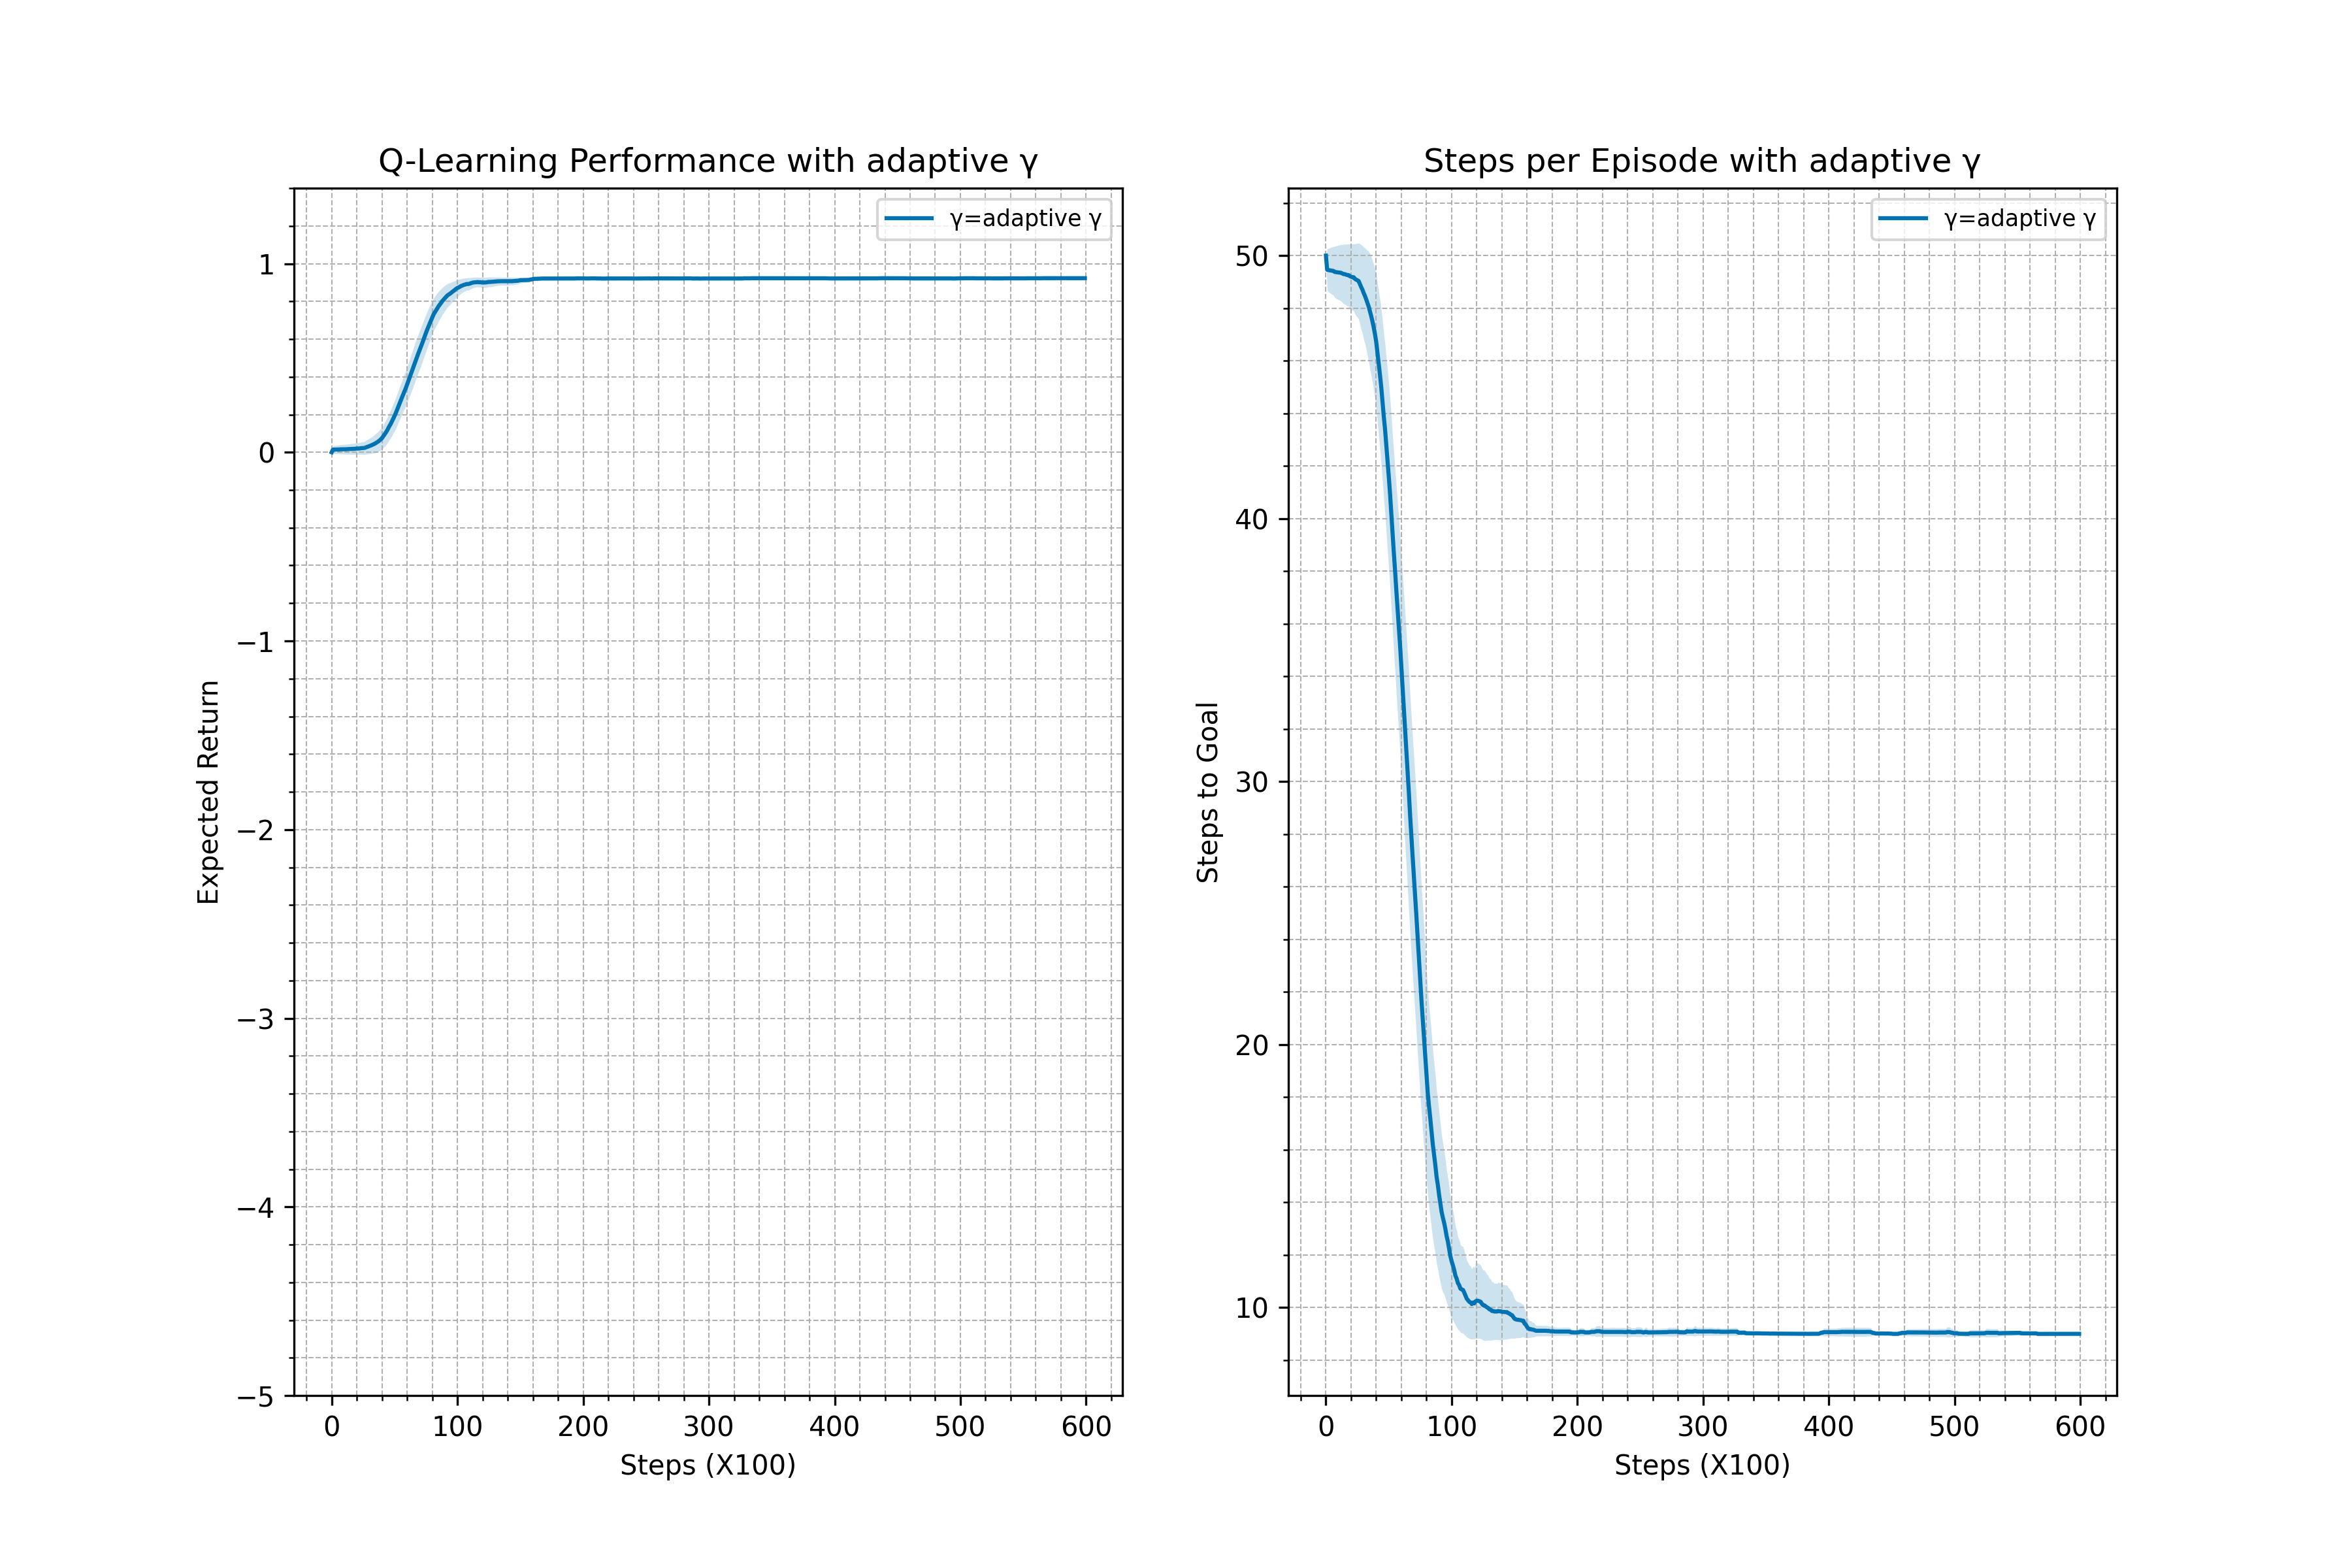 Q-Learning Performance with adaptive γ
γ=adaptive γ
1
0
−1
−2
−3
−4
−5
Expected Return
0 100 200 300 400 500 600
Steps (X100)
Steps per Episode with adaptive γ
γ=adaptive γ
50
40
30
20
10
Steps to Goal
0 100 200 300 400 500 600
Steps (X100)